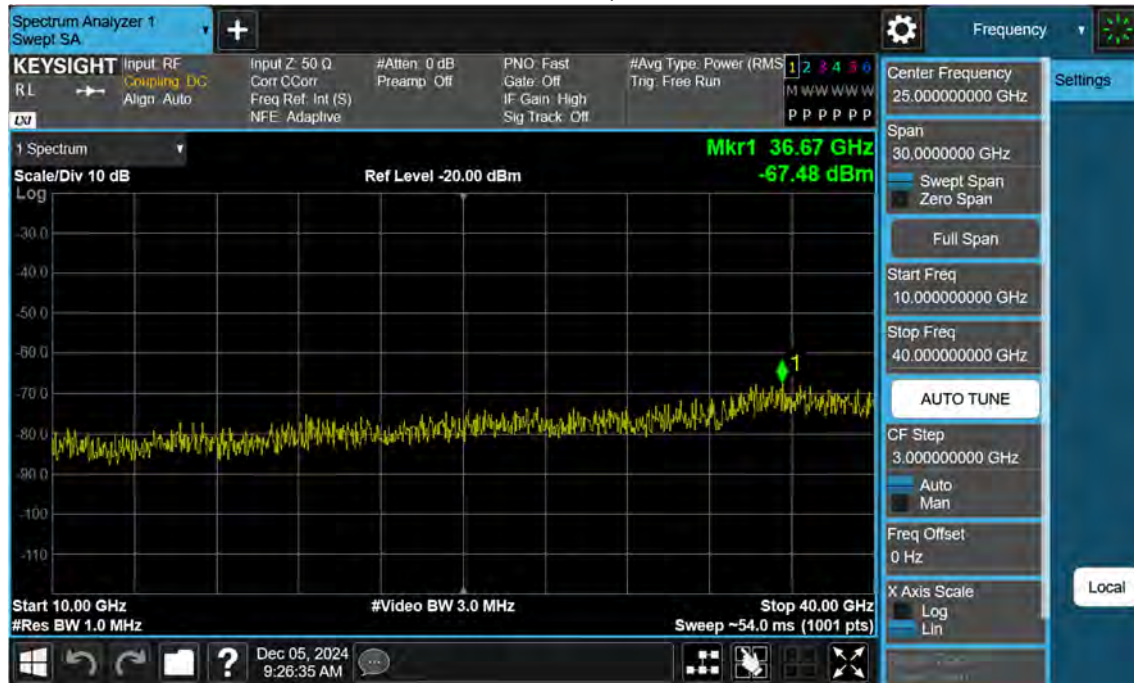 Spectrum Analyzer 1
Swept SA
+
Frequency
KEYSIGHT
RL
LXI
Input: RF
Coupling: DC
Align: Auto
Input Z: 50 Ω
Corr CCorr
Freq Ref: Int (S)
NFE: Adaptive
#Atten: 0 dB
Preamp: Off
PNO: Fast
Gate: Off
IF Gain: High
Sig Track: Off
#Avg Type: Power (RMS
Trig: Free Run
1 2 3 4 5 6
M W W W W W
P P P P P P
1 Spectrum
Scale/Div 10 dB
Ref Level -20.00 dBm
Mkr1 36.67 GHz
-67.48 dBm
Log
-30.0
-40.0
-50.0
-60.0
-70.0
-80.0
-90.0
-100
-110
1
Start 10.00 GHz
#Res BW 1.0 MHz
#Video BW 3.0 MHz
Stop 40.00 GHz
Sweep ~54.0 ms (1001 pts)
Center Frequency
25.000000000 GHz
Span
30.0000000 GHz
Swept Span
Zero Span
Full Span
Start Freq
10.000000000 GHz
Stop Freq
40.000000000 GHz
AUTO TUNE
CF Step
3.000000000 GHz
Auto
Man
Freq Offset
0 Hz
X Axis Scale
Log
Lin
Settings
Local
?
Dec 05, 2024
9:26:35 AM